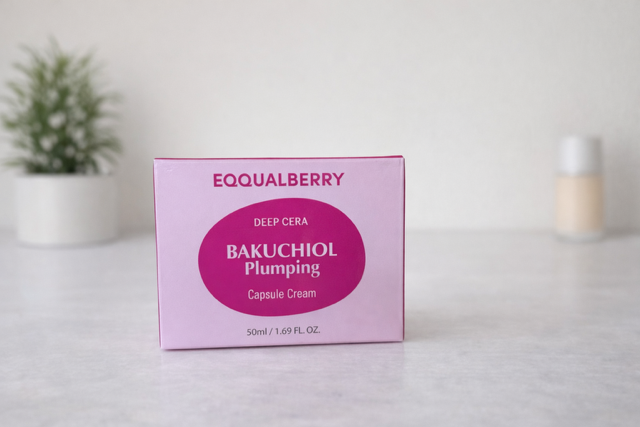 EQQUALBERRY
DEEP CERA
BAKUCHIOL
Plumping
Capsule Cream
50ml / 1.69 FL. OZ.